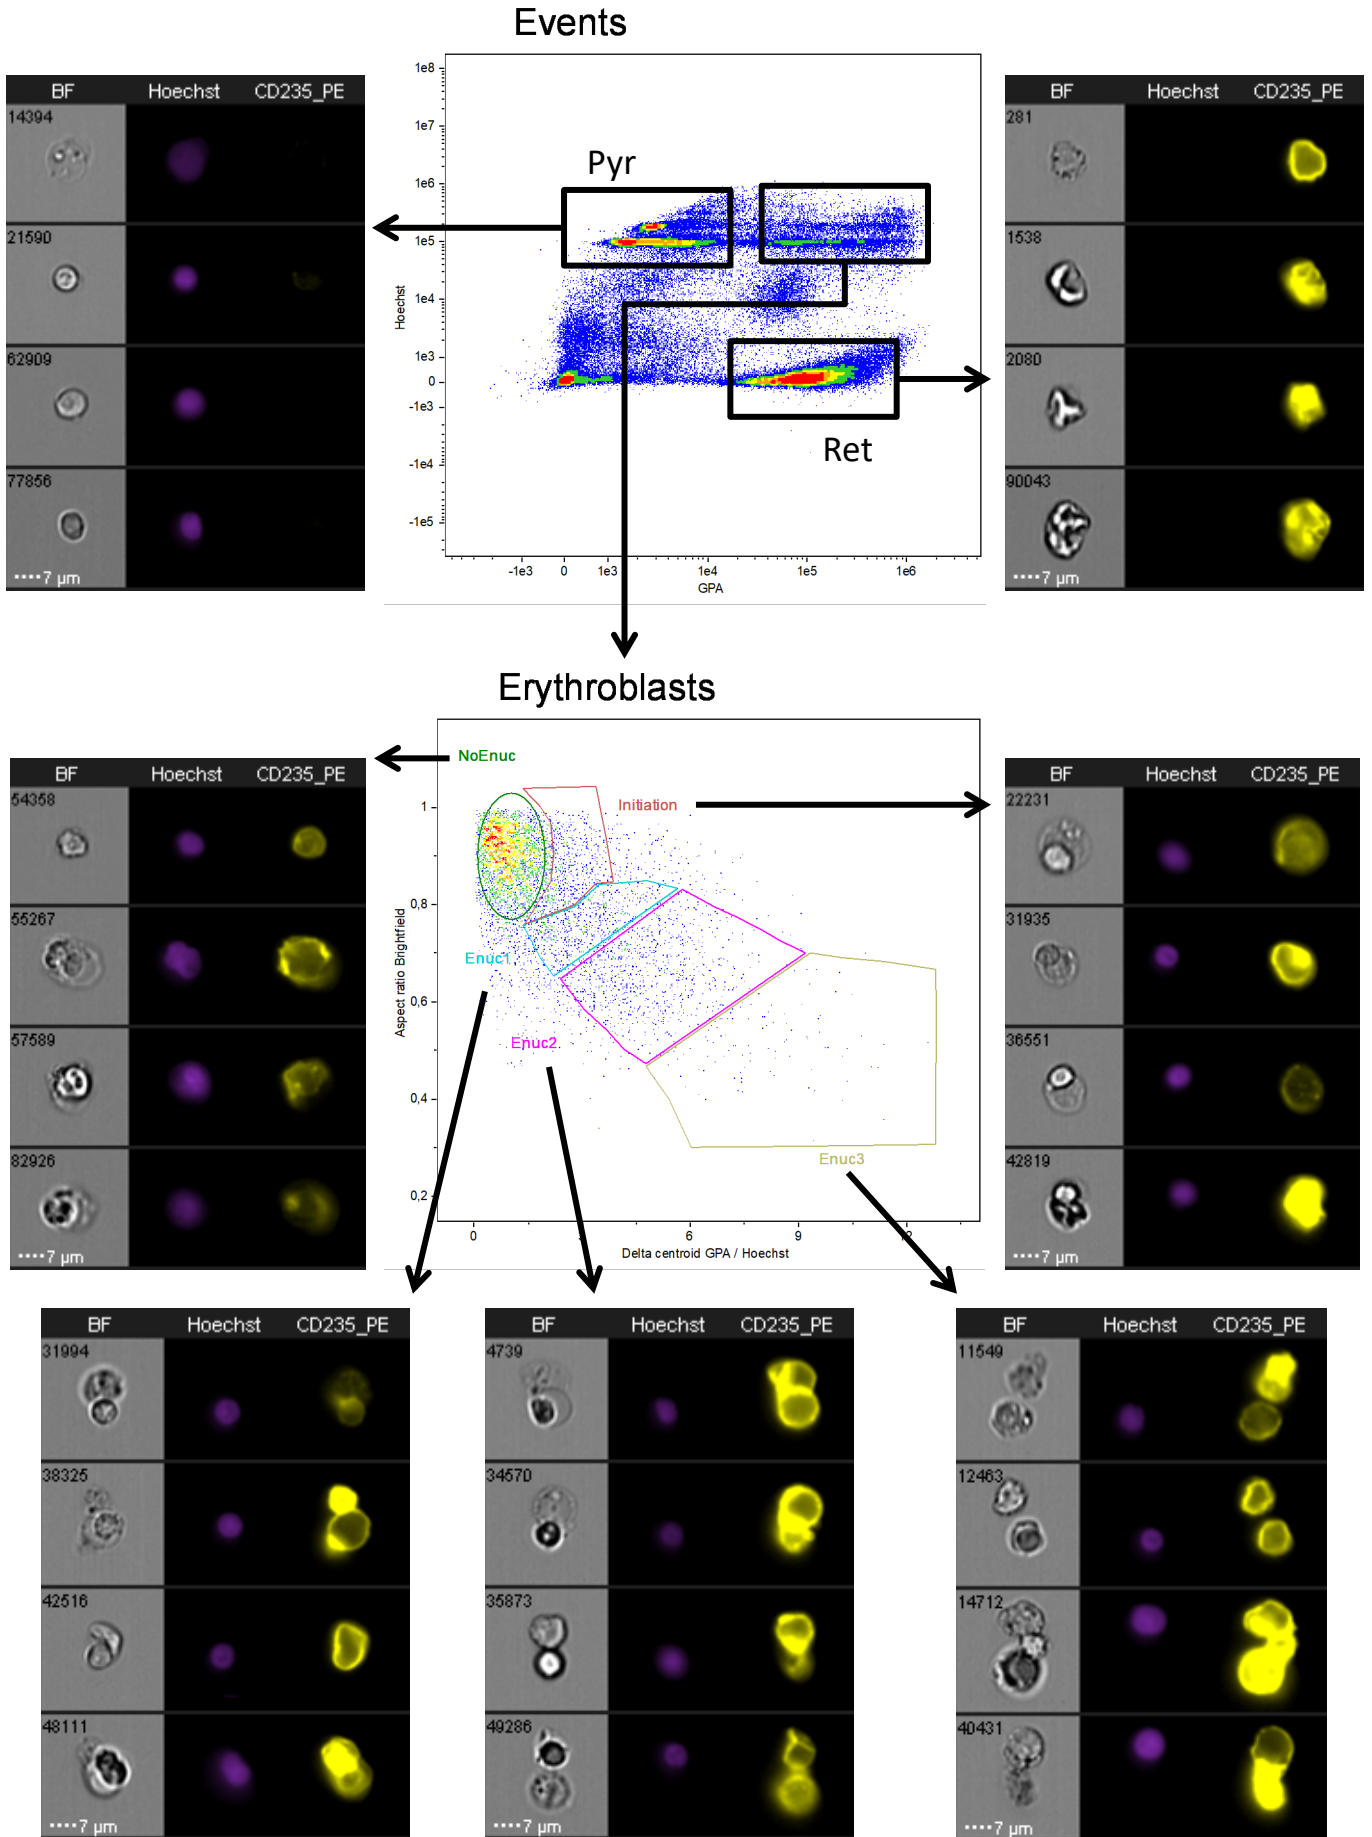 Events
BF Hoechst CD235_PE
14394
21590
62909
77856
7 µm
1e8
1e7
1e6
1e5
1e4
1e3
0
-1e3
-1e4
-1e5
Hoechst
Pyr
Ret
-1e3 0 1e3 1e4 1e5 1e6
GPA
BF Hoechst CD235_PE
281
1538
2080
90043
7 µm
Erythroblasts
BF Hoechst CD235_PE
54358
55267
57589
82926
7 µm
NoEnuc
Initiation
Enuc1
Enuc2
Enuc3
1
0,8
0,6
0,4
0,2
Aspect ratio Brightfield
0 6 9 12
Delta centroid GPA / Hoechst
BF Hoechst CD235_PE
22231
31935
36551
42819
7 µm
BF Hoechst CD235_PE
31994
38325
42516
48111
7 µm
BF Hoechst CD235_PE
4739
34570
35873
49286
7 µm
BF Hoechst CD235_PE
11549
12463
14712
40431
7 µm